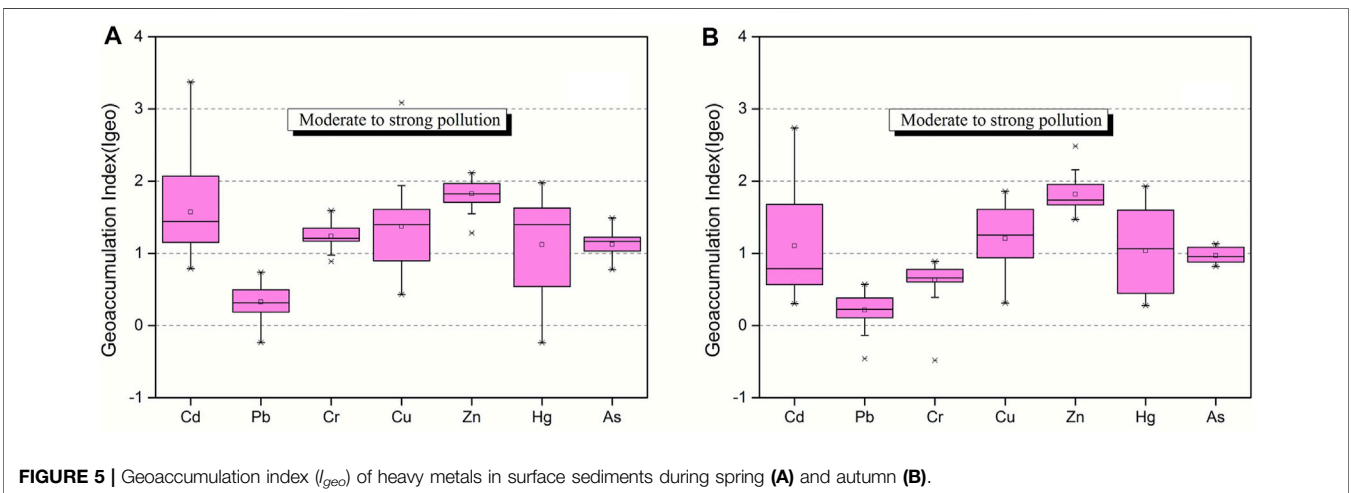 A
B
4
3
2
1
0
-1
Geoaccumulation Index(Igeo)
Moderate to strong pollution
Cd Pb Cr Cu Zn Hg As
4
3
2
1
0
-1
Geoaccumulation Index(Igeo)
Moderate to strong pollution
Cd Pb Cr Cu Zn Hg As
FIGURE 5 | Geoaccumulation index (Igeo) of heavy metals in surface sediments during spring (A) and autumn (B).